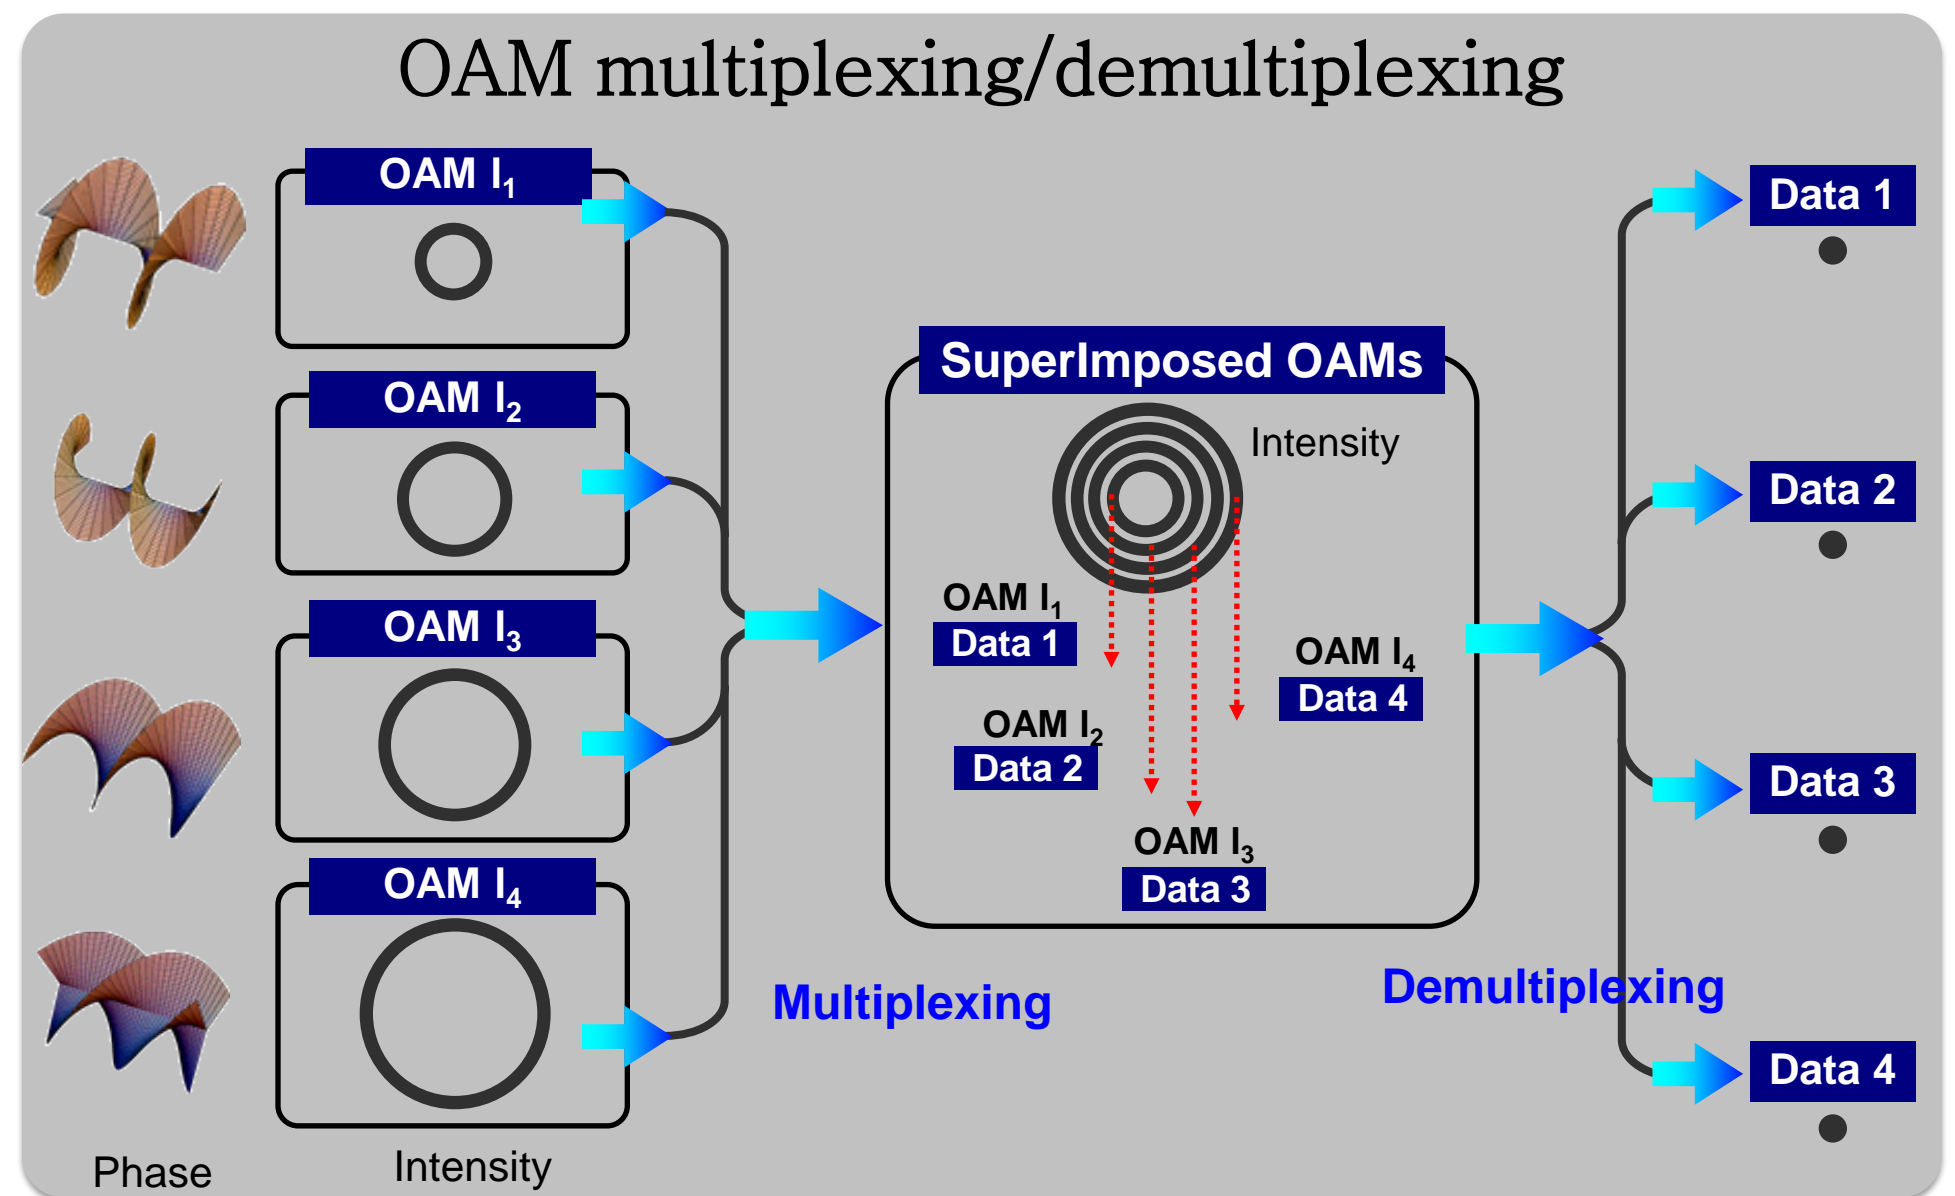 OAM multiplexing/demultiplexing
OAM l₁
OAM l₂
OAM l₃
OAM l₄
Phase
Intensity
Multiplexing
SuperImposed OAMs
Intensity
OAM l₁
Data 1
OAM l₂
Data 2
OAM l₃
Data 3
OAM l₄
Data 4
Demultiplexing
Data 1
Data 2
Data 3
Data 4